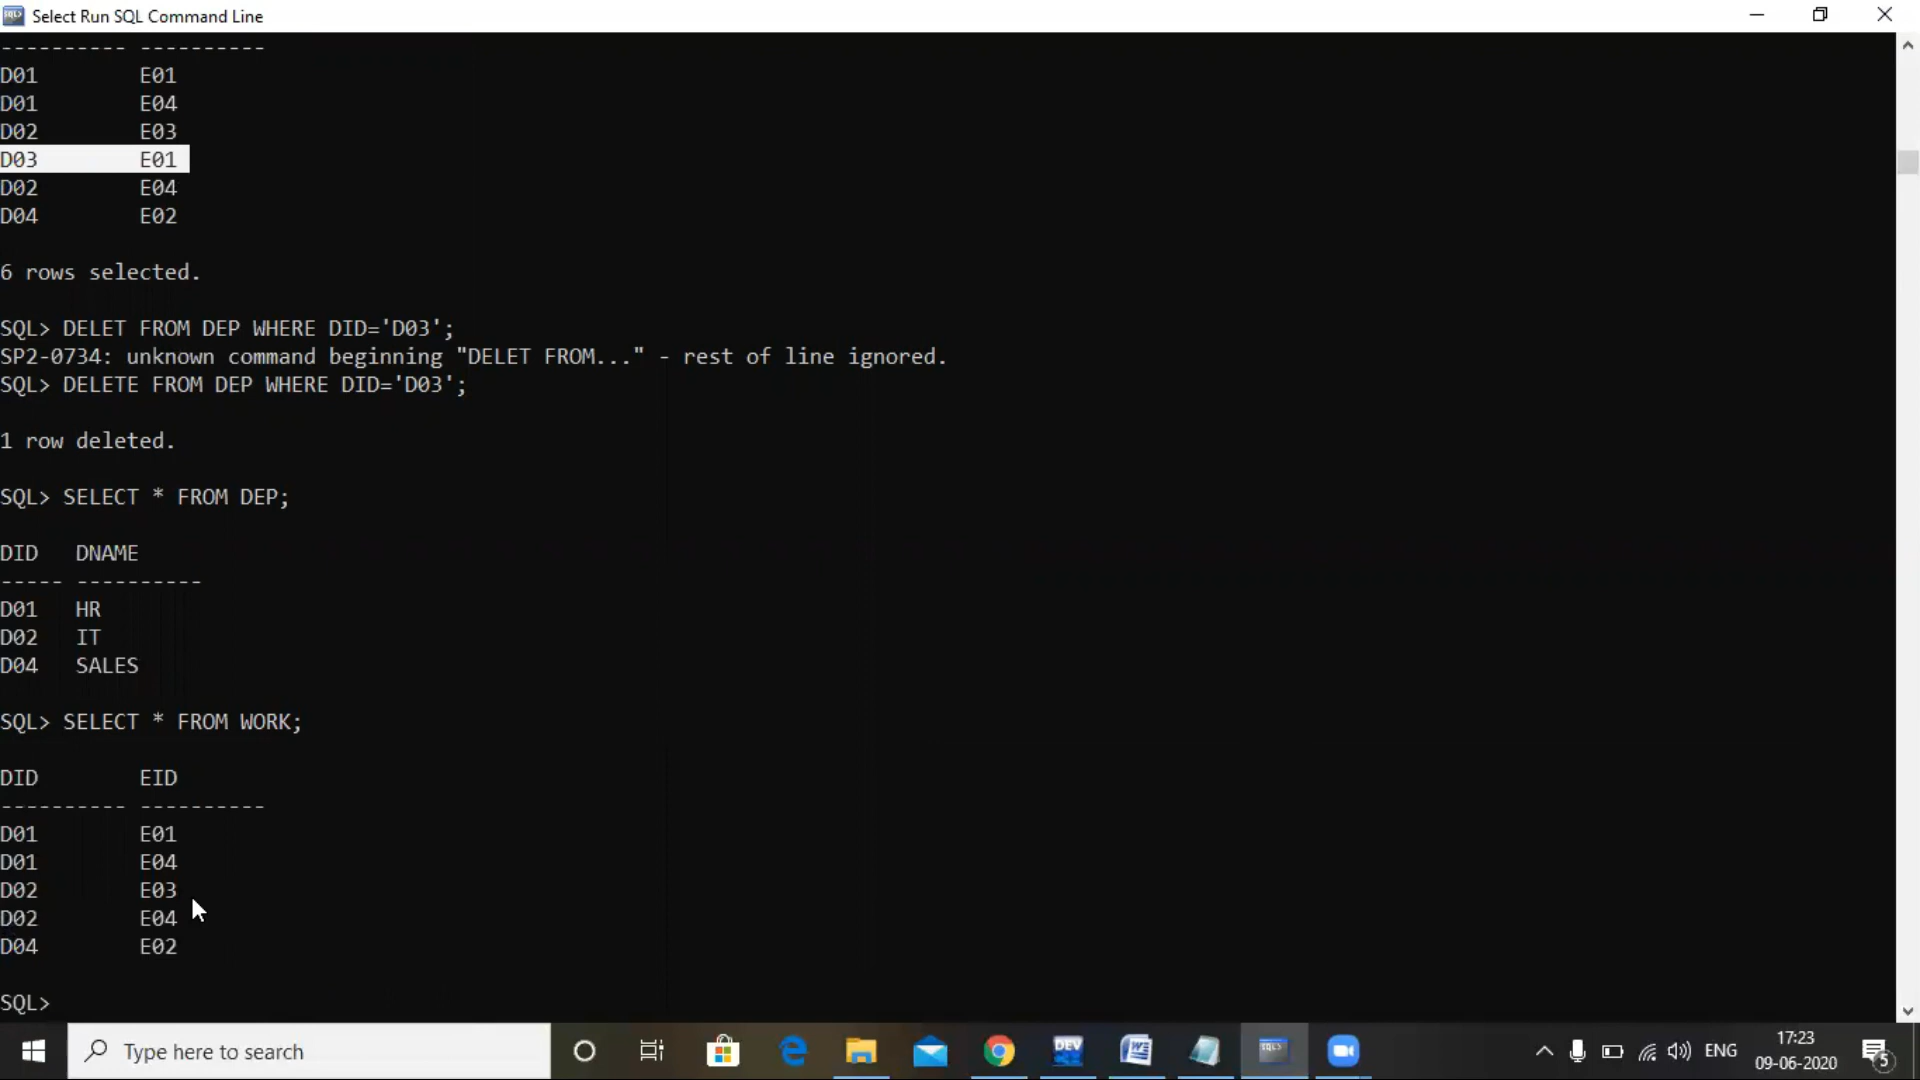 Select Run SQL Command Line
---------- ----------
D01 E01
D01 E04
D02 E03
D03 E01
D02 E04
D04 E02
6 rows selected.
SQL> DELET FROM DEP WHERE DID='D03';
SP2-0734: unknown command beginning "DELET FROM..." - rest of line ignored.
SQL> DELETE FROM DEP WHERE DID='D03';
1 row deleted.
SQL> SELECT * FROM DEP;
DID DNAME
----- ----------
D01 HR
D02 IT
D04 SALES
SQL> SELECT * FROM WORK;
DID EID
---------- ----------
D01 E01
D01 E04
D02 E03
D02 E04
D04 E02
SQL>
Type here to search
DEV
ENG
17:23
09-06-2020
5